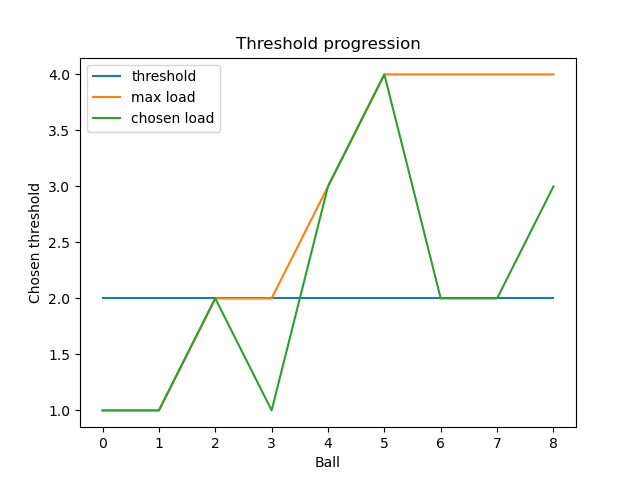 Threshold progression
threshold
max load
chosen load
Chosen threshold
4.0
3.5
3.0
2.5
2.0
1.5
1.0
0 1 2 3 4 5 6 7 8
Ball